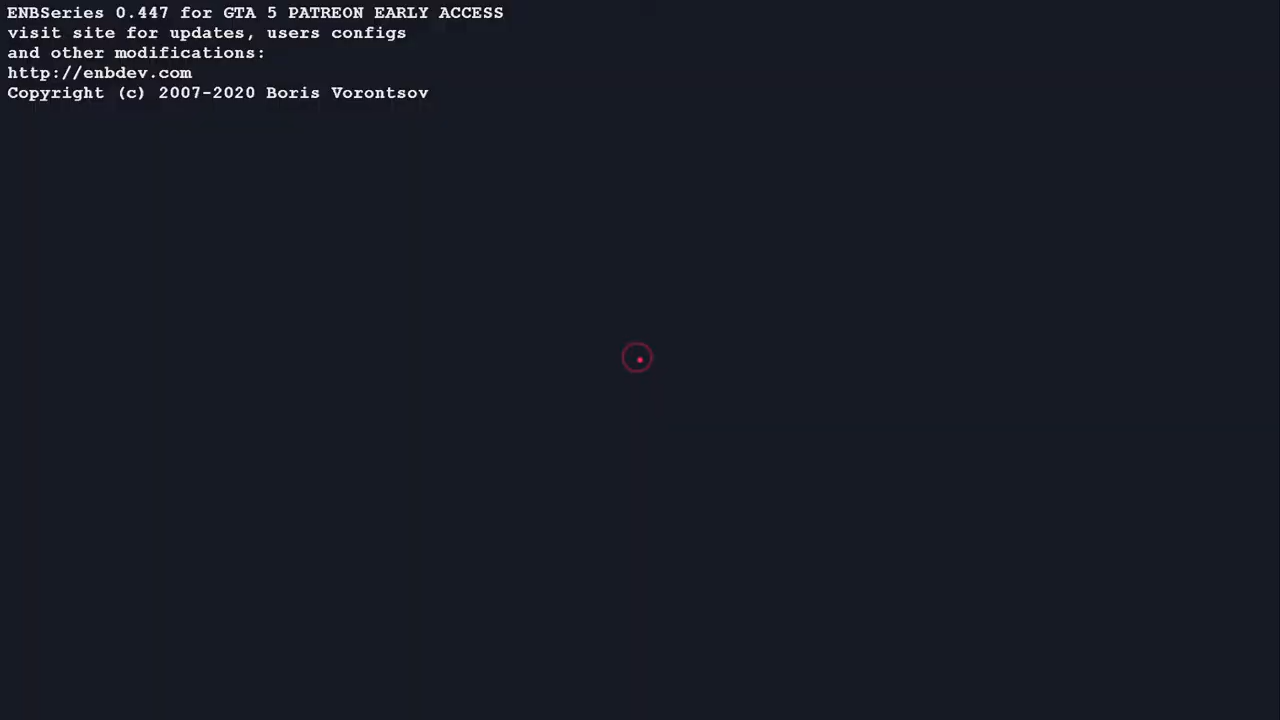 ENBSeries 0.447 for GTA 5 PATREON EARLY ACCESS
visit site for updates, users configs
and other modifications:
http://enbdev.com
Copyright (c) 2007-2020 Boris Vorontsov